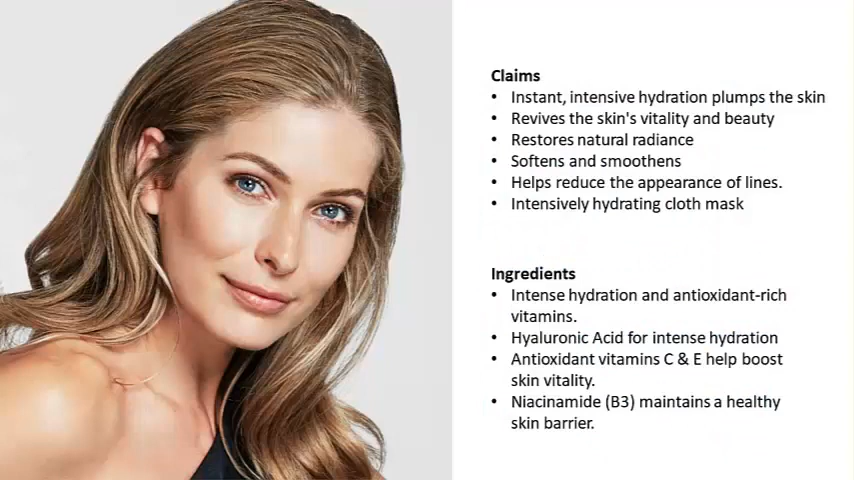 Claims
• Instant, intensive hydration plumps the skin
• Revives the skin's vitality and beauty
• Restores natural radiance
• Softens and smoothens
• Helps reduce the appearance of lines.
• Intensively hydrating cloth mask
Ingredients
• Intense hydration and antioxidant-rich
vitamins.
• Hyaluronic Acid for intense hydration
• Antioxidant vitamins C & E help boost
skin vitality.
• Niacinamide (B3) maintains a healthy
skin barrier.